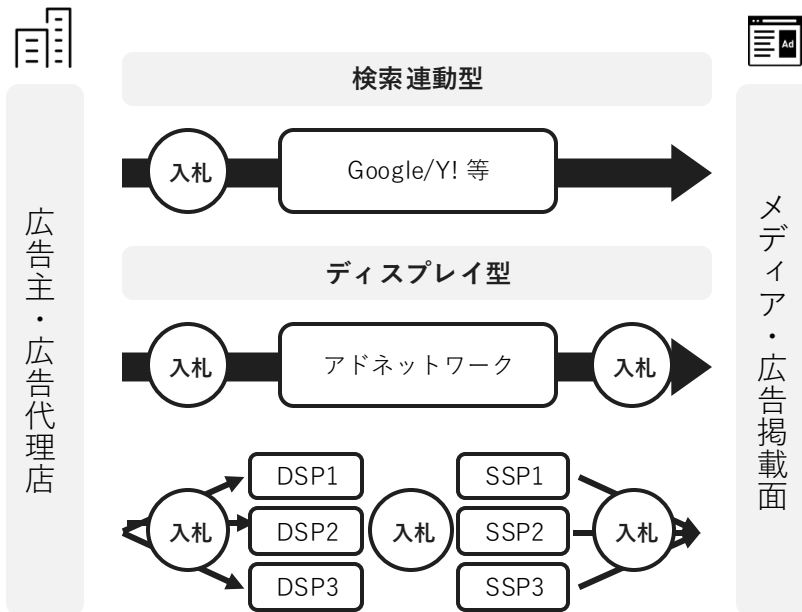 Ad
検索連動型
入札
Google/Y! 等
広告主・広告代理店
メディア・広告掲載面
ディスプレイ型
入札
アドネットワーク
入札
DSP1
SSP1
入札
DSP2
入札
SSP2
入札
DSP3
SSP3